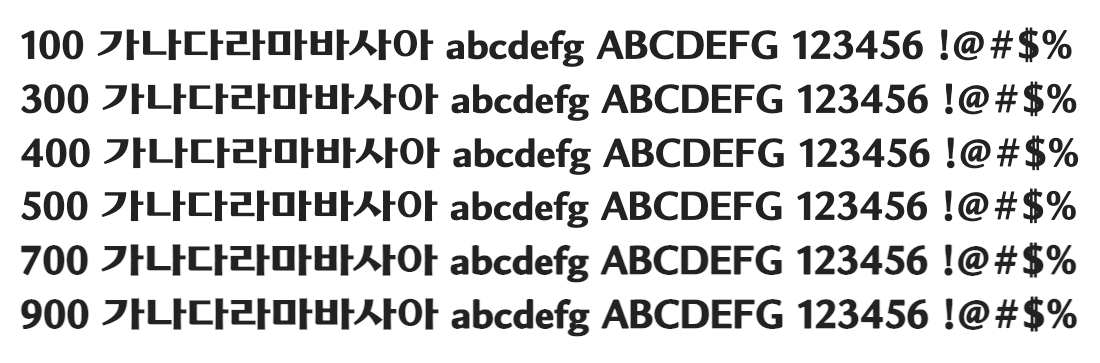 100 가나다라마바사아 abcdefg ABCDEFG 123456 !@#$%
300 가나다라마바사아 abcdefg ABCDEFG 123456 !@#$%
400 가나다라마바사아 abcdefg ABCDEFG 123456 !@#$%
500 가나다라마바사아 abcdefg ABCDEFG 123456 !@#$%
700 가나다라마바사아 abcdefg ABCDEFG 123456 !@#$%
900 가나다라마바사아 abcdefg ABCDEFG 123456 !@#$%